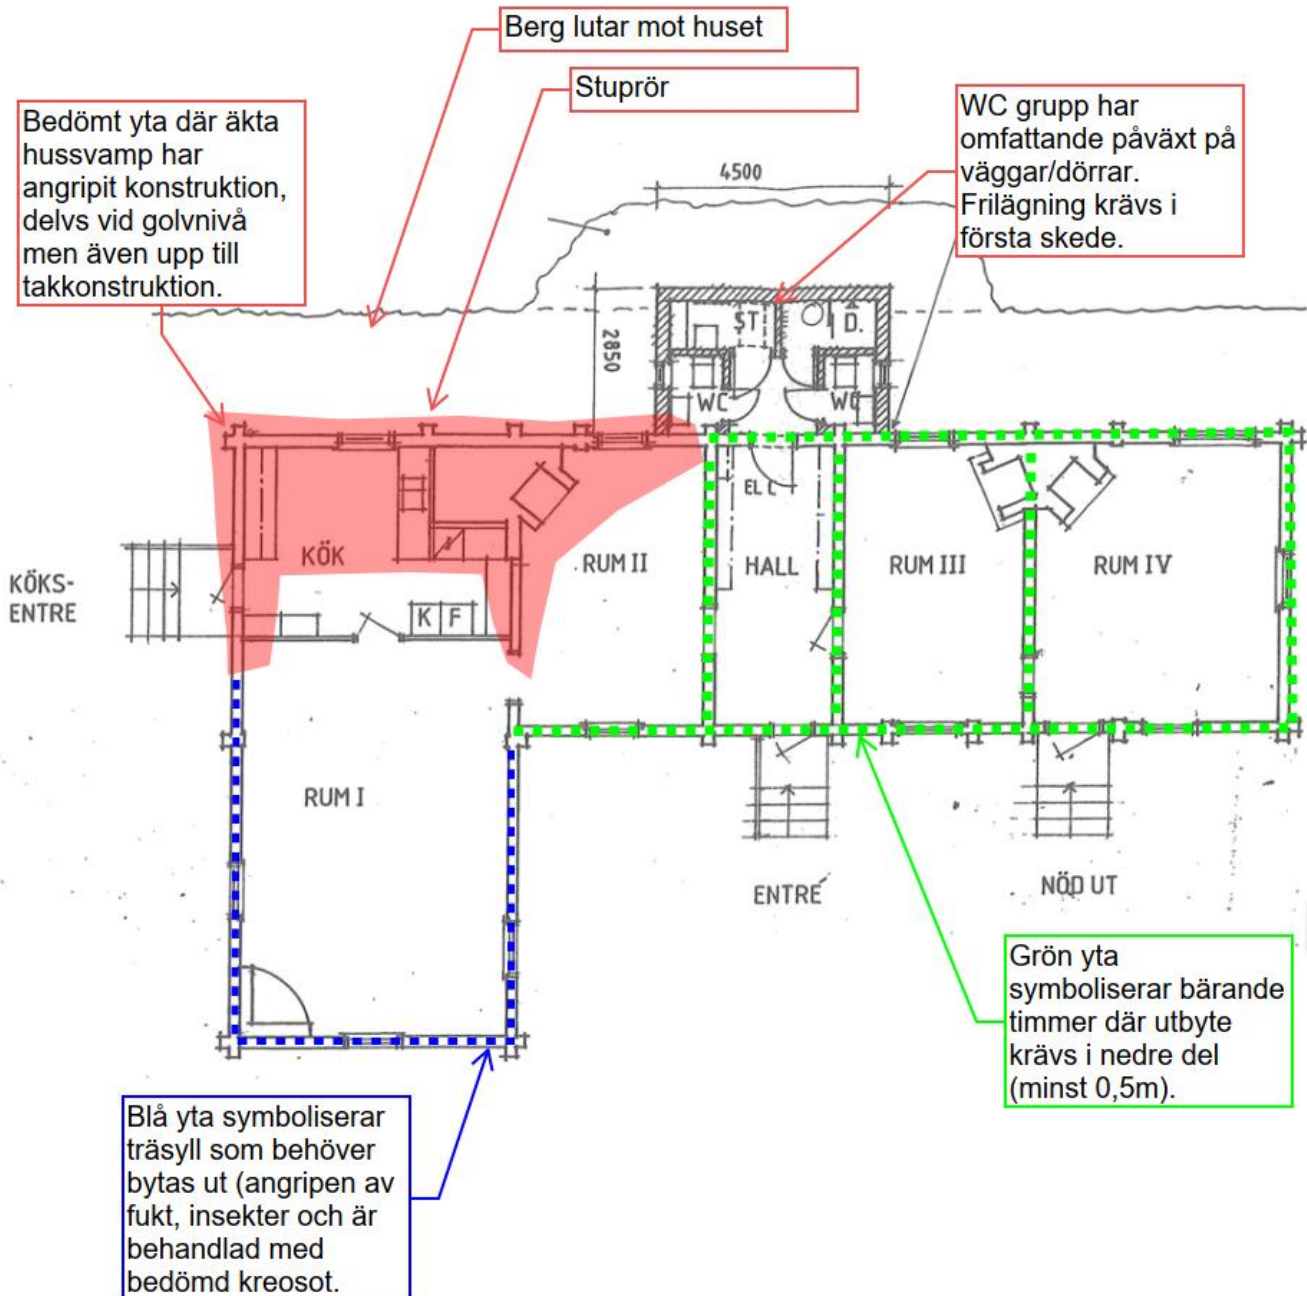 Berg lutar mot huset
Stuprör
Bedömt yta där äkta
hussvamp har
angripit konstruktion,
delvs vid golvnivå
men även upp till
takkonstruktion.
WC grupp har
omfattande påväxt på
väggar/dörrar.
Frilägning krävs i
första skede.
4500
2850
ST
D.
WC
WC
EL C
KÖK
RUM II
HALL
RUM III
RUM IV
KÖKS-
ENTRE
K F
RUM I
ENTRÉ
NÖD UT
Grön yta
symboliserar bärande
timmer där utbyte
krävs i nedre del
(minst 0,5m).
Blå yta symboliserar
träsyll som behöver
bytas ut (angripen av
fukt, insekter och är
behandlad med
bedömd kreosot.